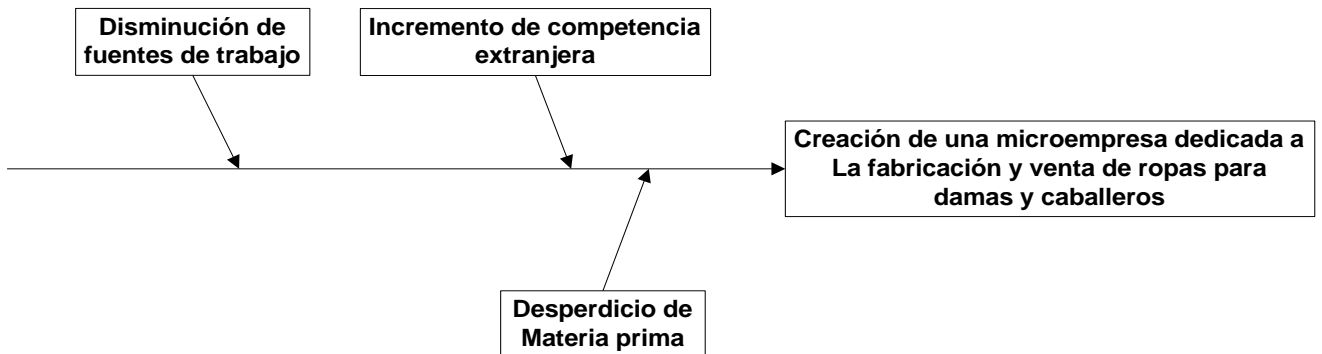 Disminución de
fuentes de trabajo
Incremento de competencia
extranjera
Creación de una microempresa dedicada a
La fabricación y venta de ropas para
damas y caballeros
Desperdicio de
Materia prima